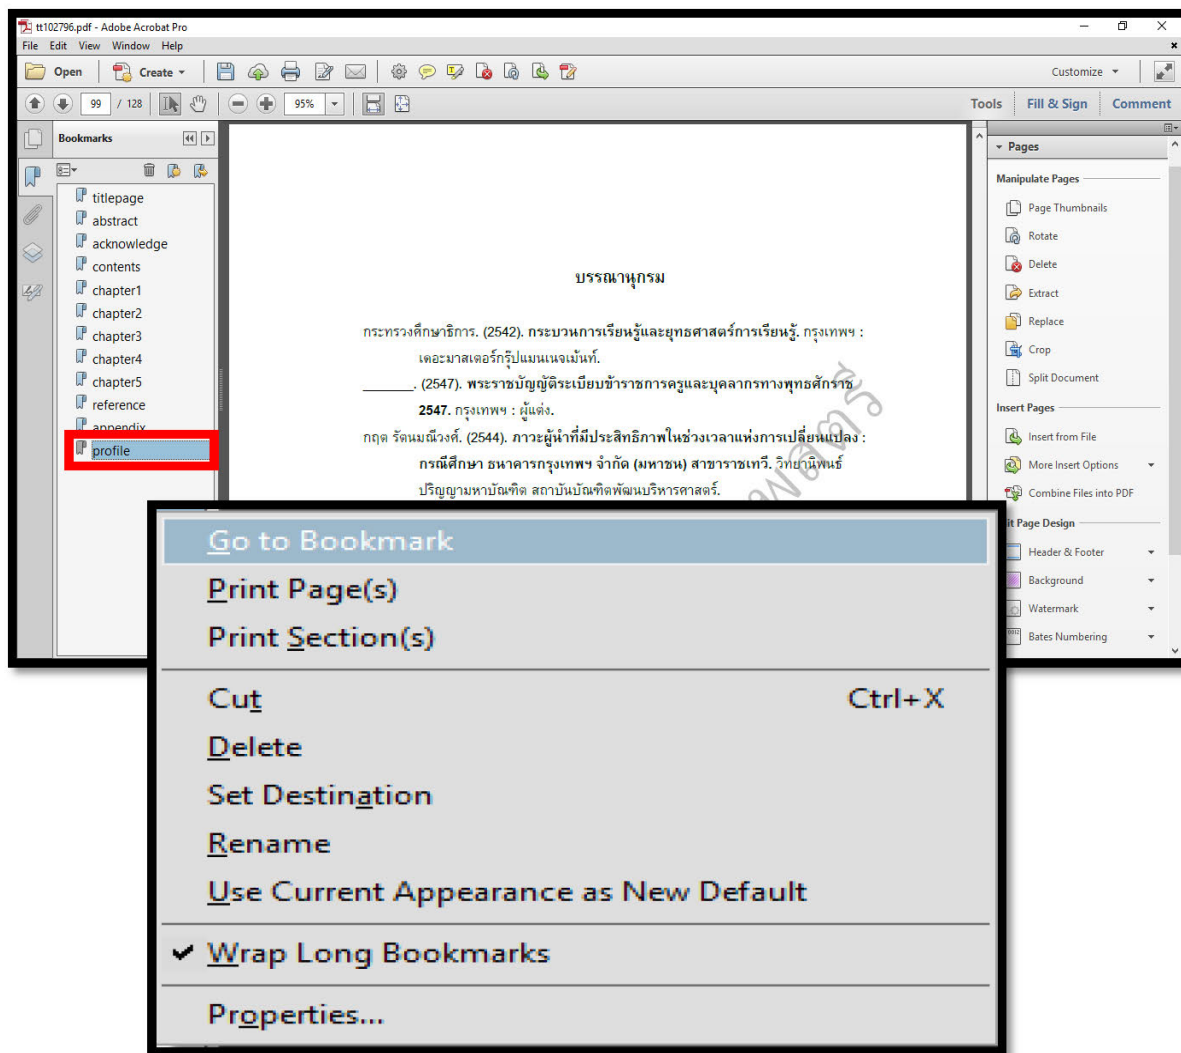 tt102796.pdf - Adobe Acrobat Pro
File Edit View Window Help
Open Create Customize
99 / 128 95% Tools Fill & Sign Comment
Bookmarks
titlepage
abstract
acknowledge
contents
chapter1
chapter2
chapter3
chapter4
chapter5
reference
appendix
profile
บรรณานุกรม
กระทรวงศึกษาธิการ. (2542). กระบวนการเรียนรู้และยุทธศาสตร์การเรียนรู้. กรุงเทพฯ :
เดอะมาสเตอร์กรุ๊ปแมนเนจเม้นท์.
_______. (2547). พระราชบัญญัติระเบียบข้าราชการครูและบุคลากรทางพุทธศักราช
2547. กรุงเทพฯ : ผู้แต่ง.
กฤต รัตนมณีวงศ์. (2544). ภาวะผู้นำที่มีประสิทธิภาพในช่วงเวลาแห่งการเปลี่ยนแปลง :
กรณีศึกษา ธนาคารกรุงเทพฯ จำกัด (มหาชน) สาขาราชเทวี. วิทยานิพนธ์
ปริญญามหาบัณฑิต สถาบันบัณฑิตพัฒนบริหารศาสตร์.
Pages
Manipulate Pages
Page Thumbnails
Rotate
Delete
Extract
Replace
Crop
Split Document
Insert Pages
Insert from File
More Insert Options
Combine Files into PDF
it Page Design
Header & Footer
Background
Watermark
Bates Numbering
Go to Bookmark
Print Page(s)
Print Section(s)
Cut Ctrl+X
Delete
Set Destination
Rename
Use Current Appearance as New Default
Wrap Long Bookmarks
Properties...